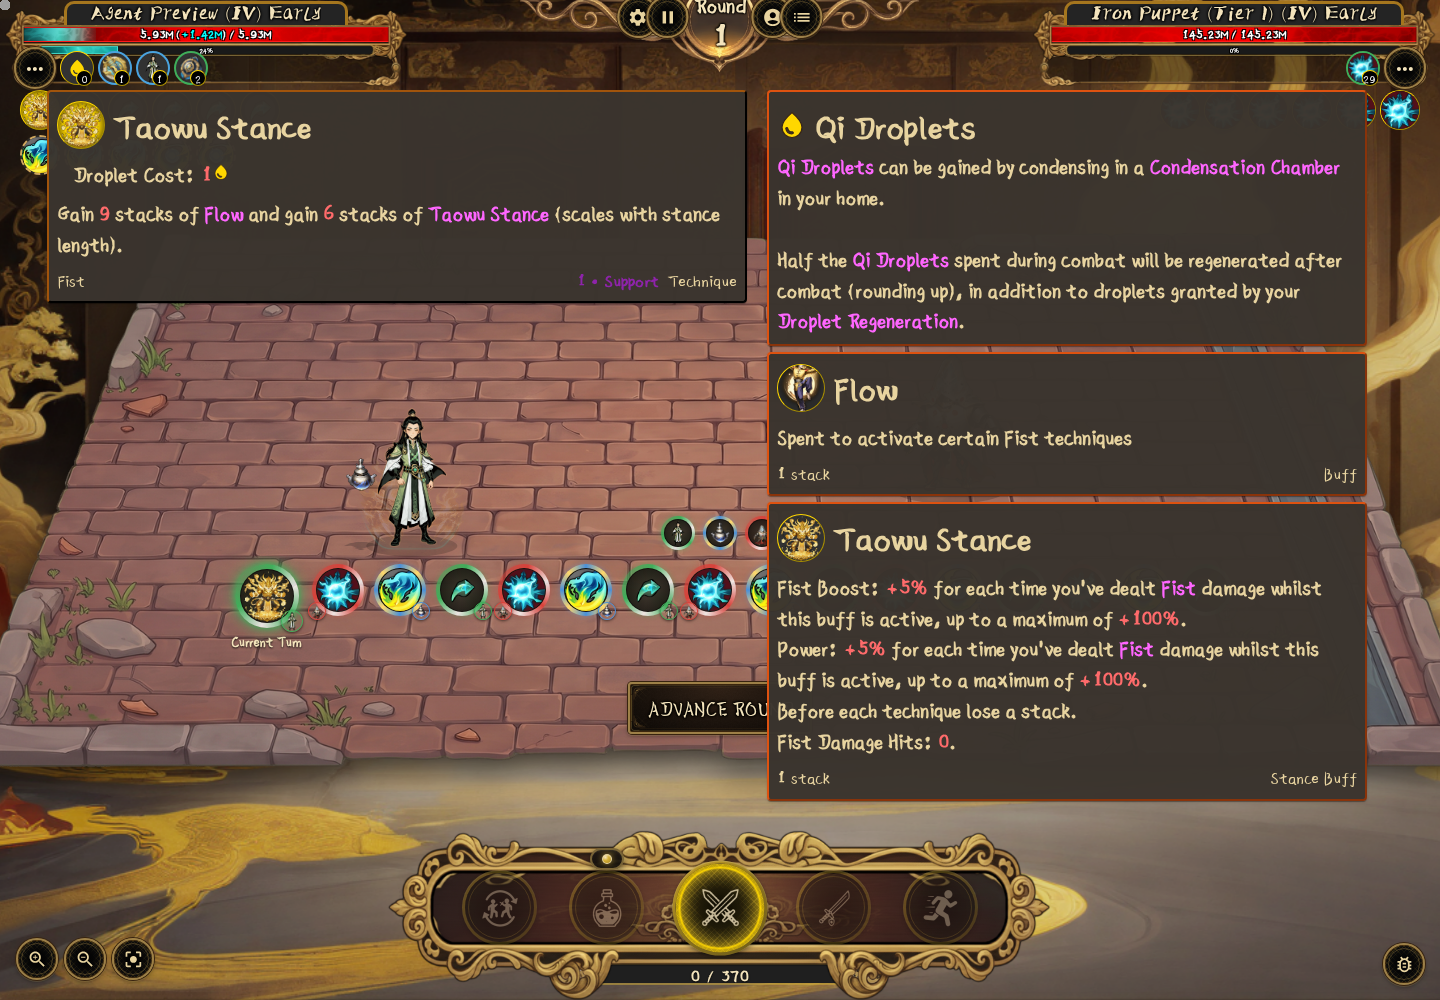 Agent Preview (IV) Early
5.93M (+1.42M) / 5.93M
24%
0
1
1
2
Round
1
Iron Puppet (Tier 1) (IV) Early
145.23M / 145.23M
0%
29
Taowu Stance
Droplet Cost: 1
Gain 9 stacks of Flow and gain 6 stacks of Taowu Stance (scales with stance
length).
Fist
1 • Support Technique
Qi Droplets
Qi Droplets can be gained by condensing in a Condensation Chamber
in your home.
Half the Qi Droplets spent during combat will be regenerated after
combat (rounding up), in addition to droplets granted by your
Droplet Regeneration.
Flow
Spent to activate certain Fist techniques
1 stack
Buff
Taowu Stance
Fist Boost: +5% for each time you've dealt Fist damage whilst
this buff is active, up to a maximum of +100%.
Power: +5% for each time you've dealt Fist damage whilst this
buff is active, up to a maximum of +100%.
Before each technique lose a stack.
Fist Damage Hits: 0.
1 stack
Stance Buff
Current Turn
ADVANCE ROU
0 / 370